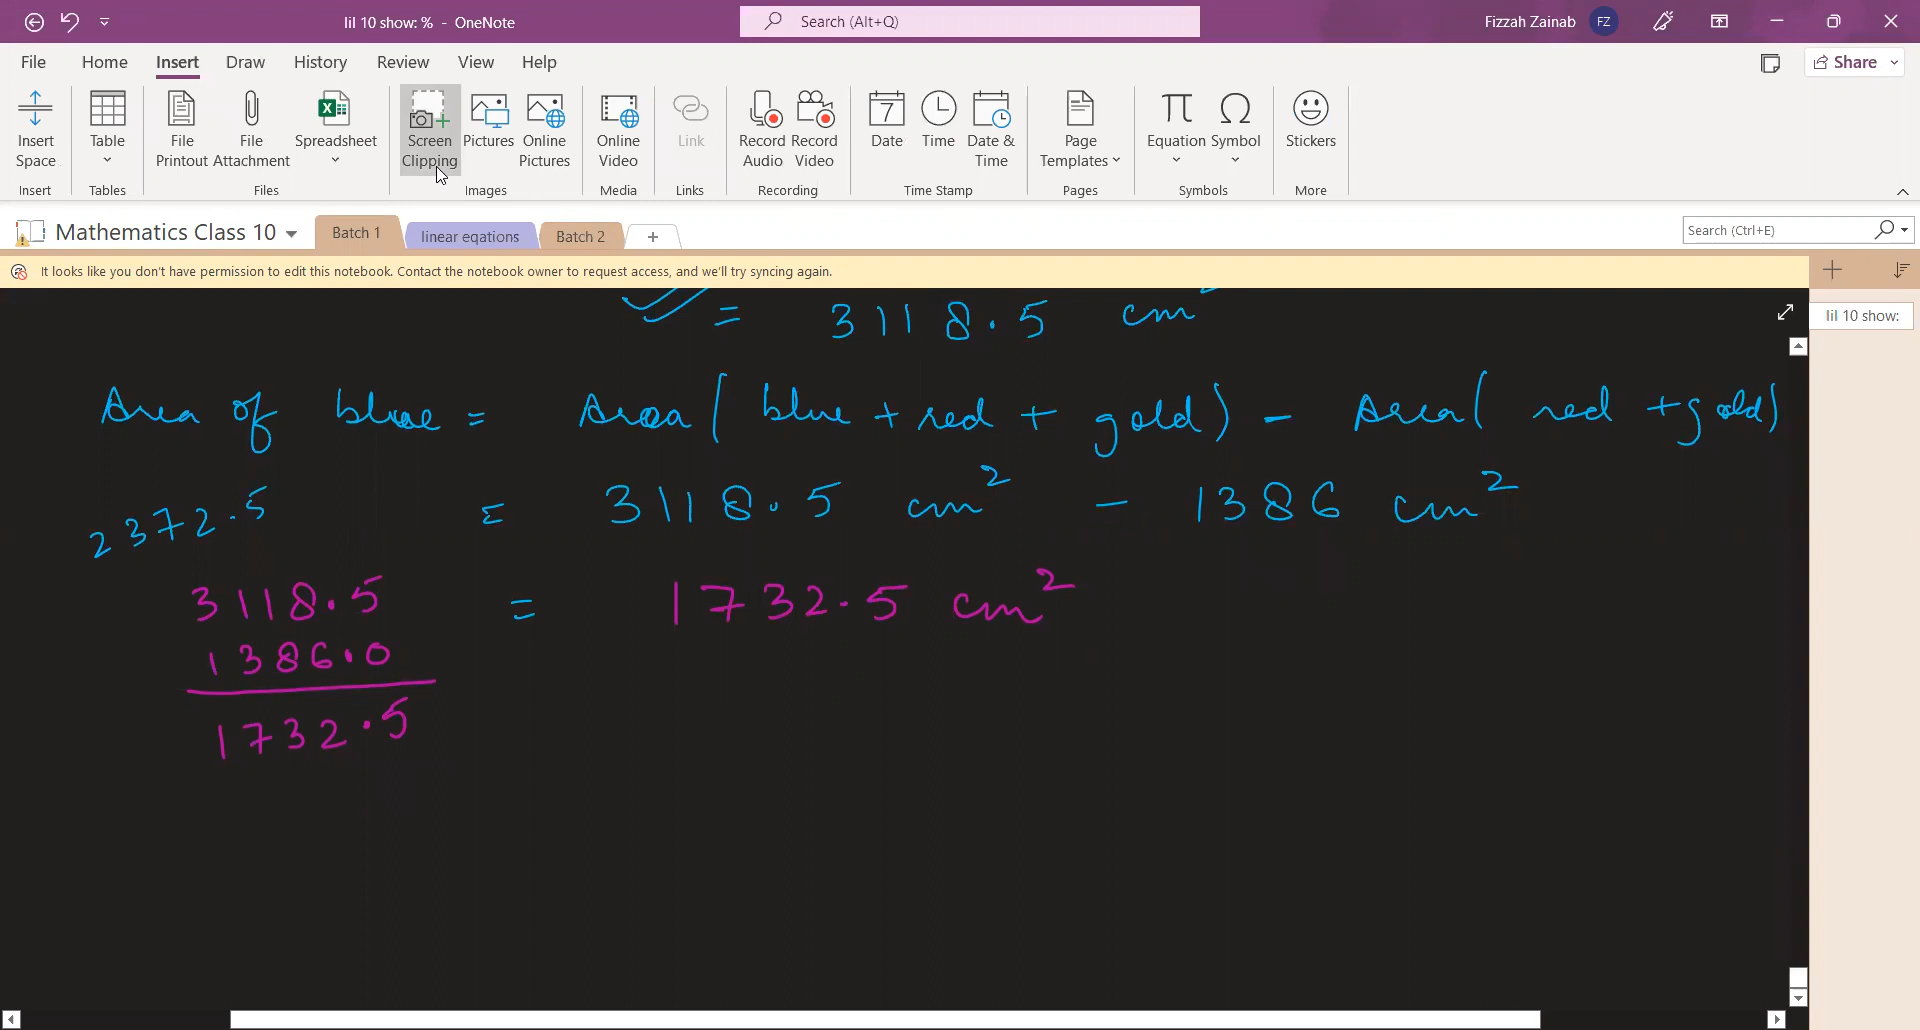 lil 10 show: % - OneNote
Search (Alt+Q)
Fizzah Zainab
FZ
File Home Insert Draw History Review View Help
Share
Insert Space
Table
File Printout
File Attachment
Spreadsheet
Screen Clipping
Pictures
Online Pictures
Online Video
Link
Record Audio
Record Video
7
Date
Time
Date & Time
Page Templates
Equation
Symbol
Stickers
Insert Tables Files Images Media Links Recording Time Stamp Pages Symbols More
Mathematics Class 10
Batch 1
linear eqations
Batch 2
Search (Ctrl+E)
It looks like you don't have permission to edit this notebook. Contact the notebook owner to request access, and we'll try syncing again.
lil 10 show:
= 3118.5 cm²
Area of blue = Area (blue + red + gold) - Area (red + gold)
2372.5
= 3118.5 cm² - 1386 cm²
3118.5
= 1732.5 cm²
1386.0
1732.5